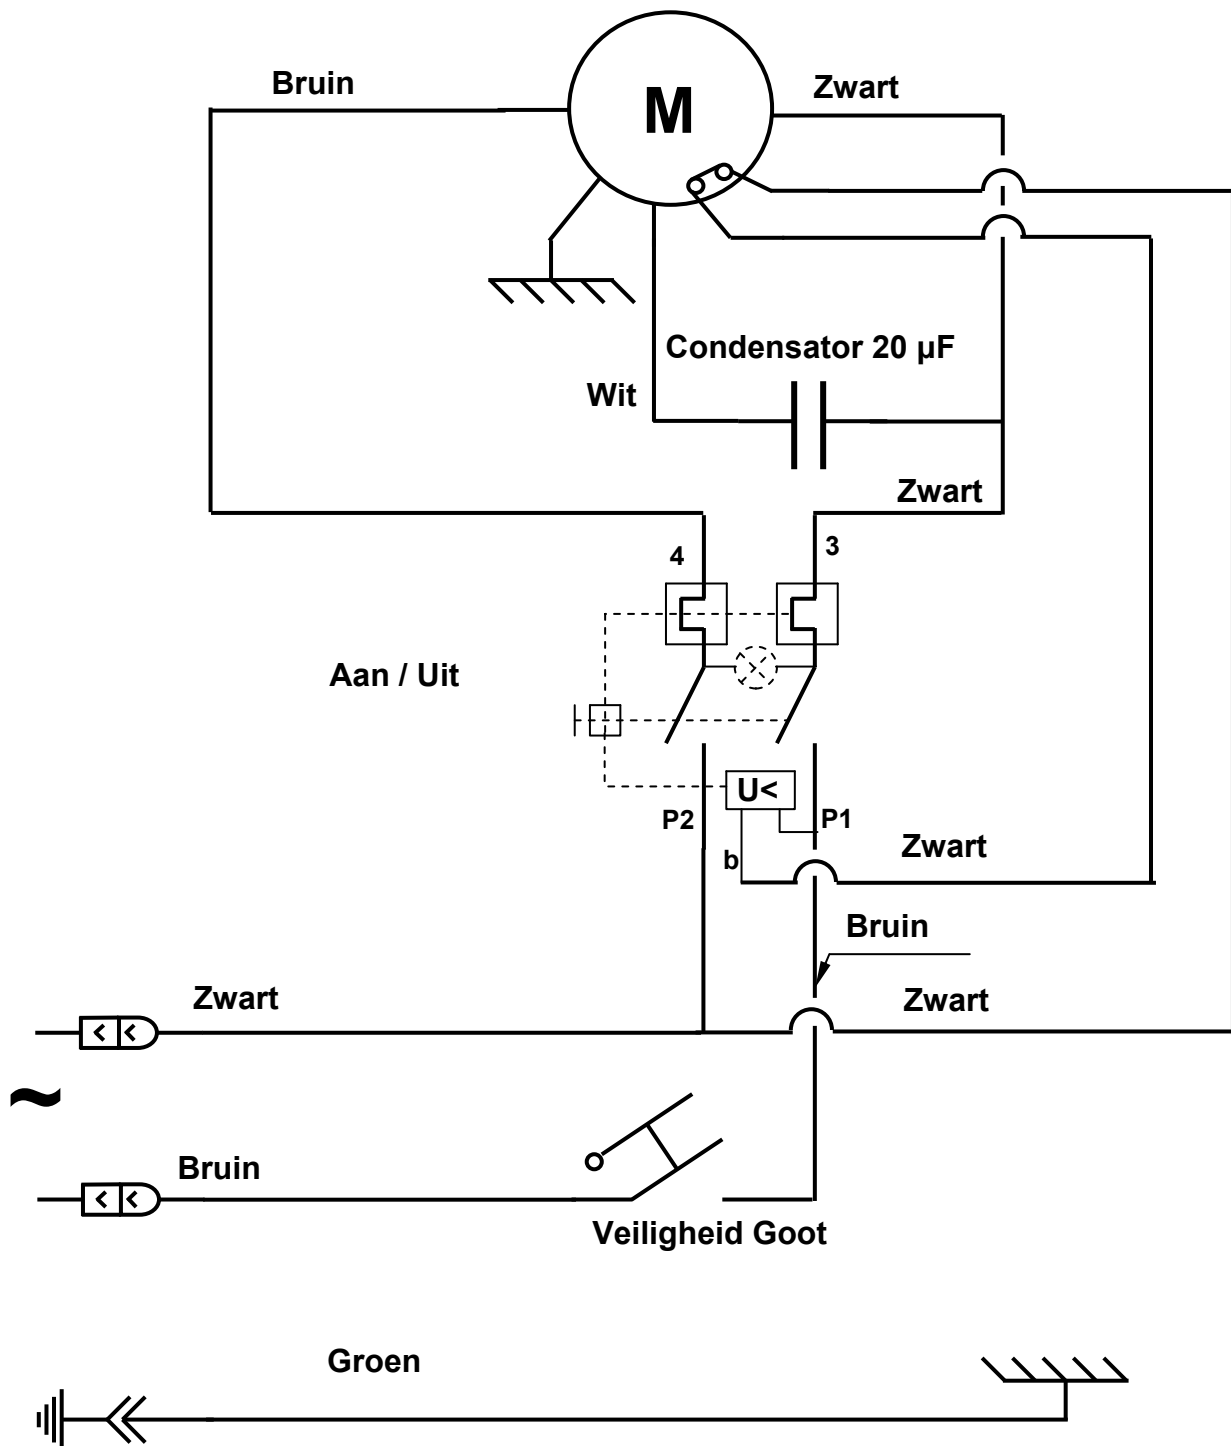 Bruin
M
Zwart
Condensator 20 µF
Wit
Zwart
4
3
Aan / Uit
U<
P2
P1
b
Zwart
Bruin
Zwart
Zwart
~
Bruin
Veiligheid Goot
Groen